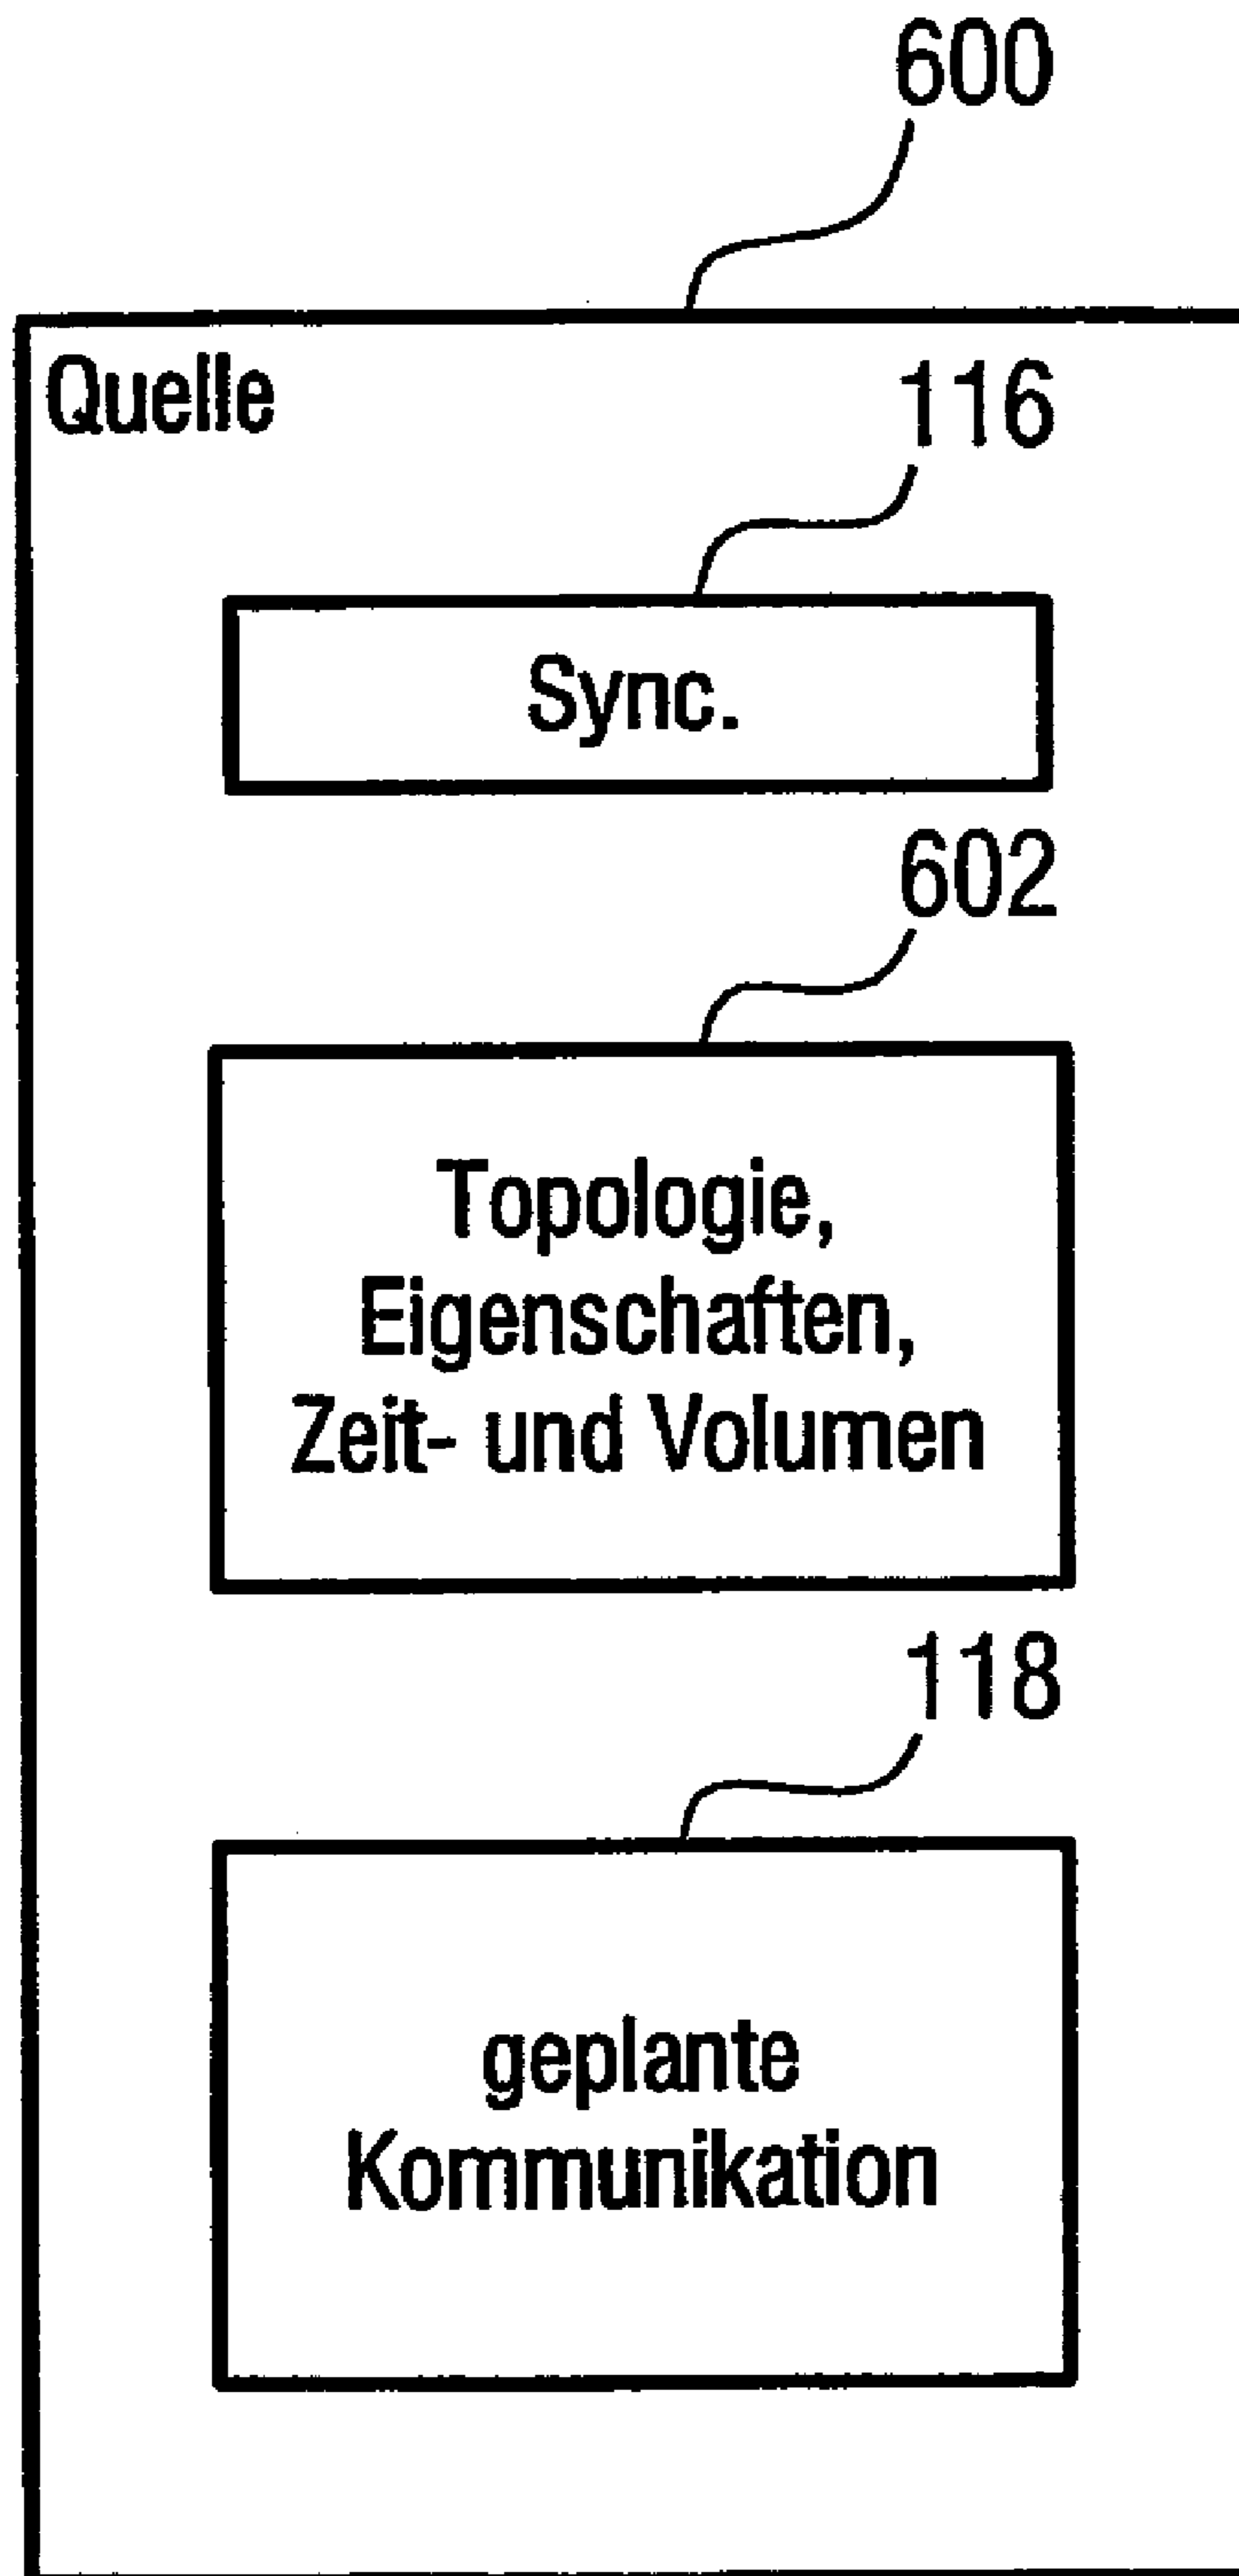 600
Quelle
116
Sync.
602
Topologie,
Eigenschaften,
Zeit- und Volumen
118
geplante
Kommunikation